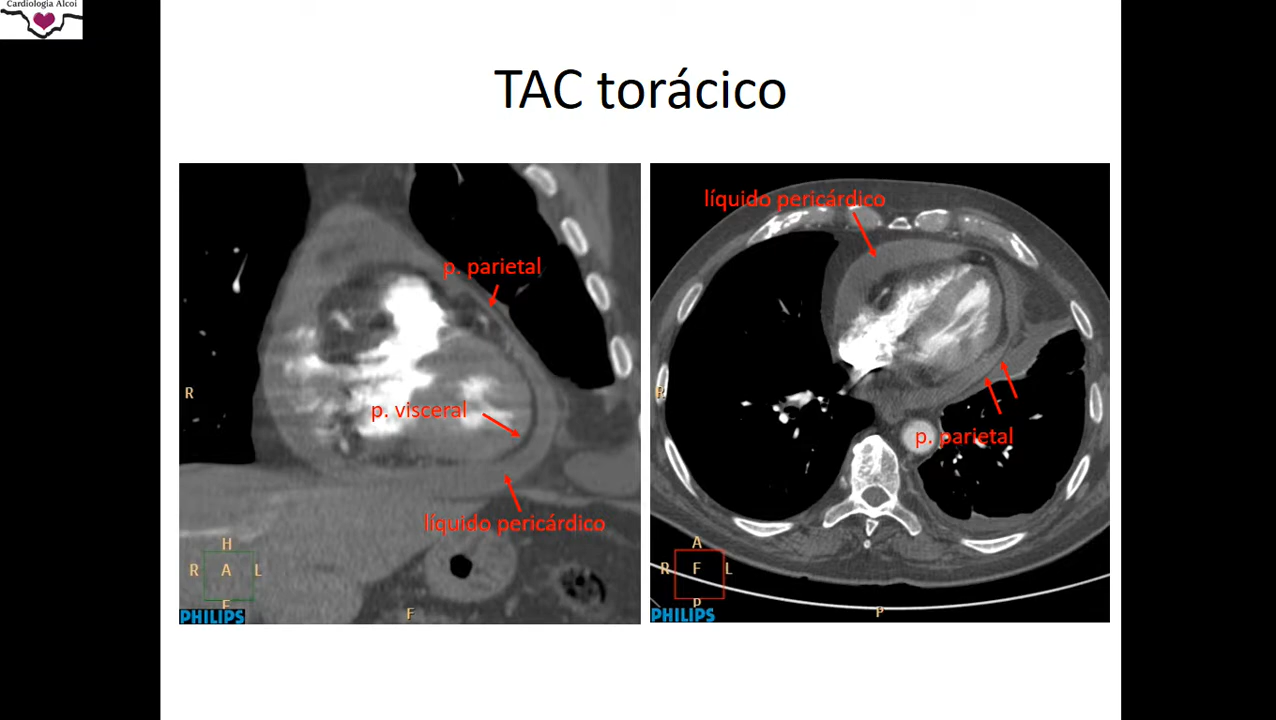 Cardiología Alcoi
TAC torácico
p. parietal
R
p. visceral
líquido pericárdico
H
R A L
F
F
PHILIPS
líquido pericárdico
R
p. parietal
A
R F L
P
P
PHILIPS